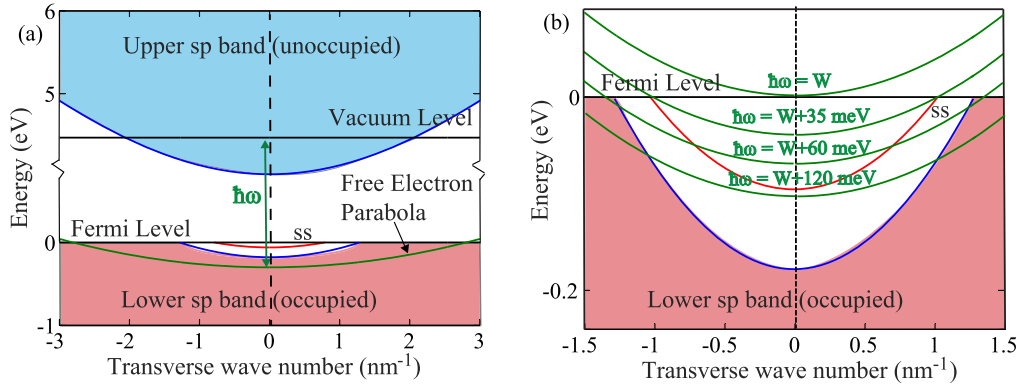 (a)
6
5
0
-1
Energy (eV)
Upper sp band (unoccupied)
Vacuum Level
ħω
Free Electron
Parabola
Fermi Level
ss
Lower sp band (occupied)
-3
-2
-1
0
1
2
3
Transverse wave number (nm⁻¹)
(b)
0
-0.2
Energy (eV)
Fermi Level
ħω = W
ss
ħω = W+35 meV
ħω = W+60 meV
ħω = W+120 meV
Lower sp band (occupied)
-1.5
-1
-0.5
0
0.5
1
1.5
Transverse wave number (nm⁻¹)